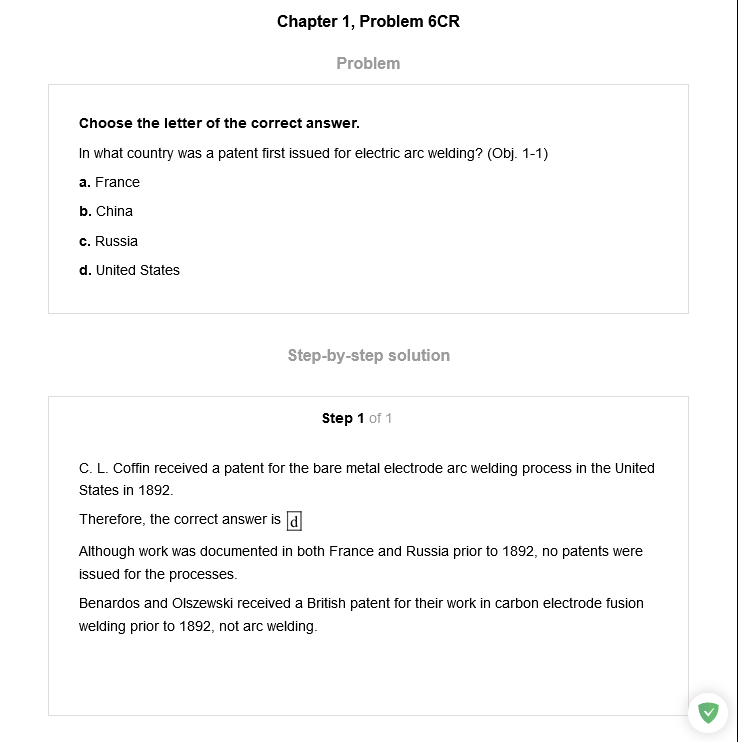 Chapter 1, Problem 6CR
Problem
Choose the letter of the correct answer.
In what country was a patent first issued for electric arc welding? (Obj. 1-1)
a. France
b. China
c. Russia
d. United States
Step-by-step solution
Step 1 of 1
C. L. Coffin received a patent for the bare metal electrode arc welding process in the United
States in 1892.
Therefore, the correct answer is d
Although work was documented in both France and Russia prior to 1892, no patents were
issued for the processes.
Benardos and Olszewski received a British patent for their work in carbon electrode fusion
welding prior to 1892, not arc welding.